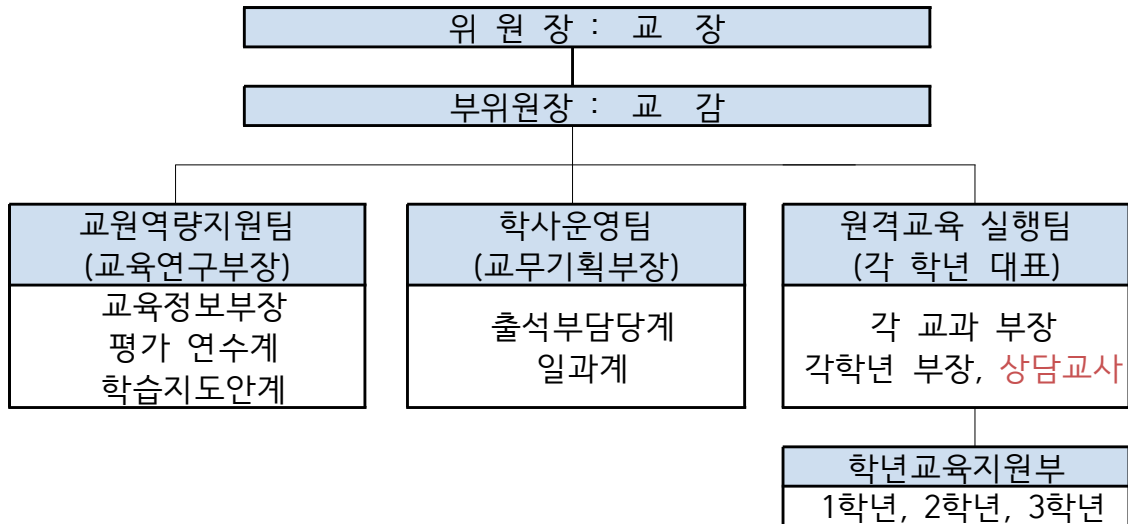 위 원 장 : 교 장
부위원장 : 교 감
교원역량지원팀
(교육연구부장)
교육정보부장
평가 연수계
학습지도안계
학사운영팀
(교무기획부장)
출석부담당계
일과계
원격교육 실행팀
(각 학년 대표)
각 교과 부장
각학년 부장, 상담교사
학년교육지원부
1학년, 2학년, 3학년